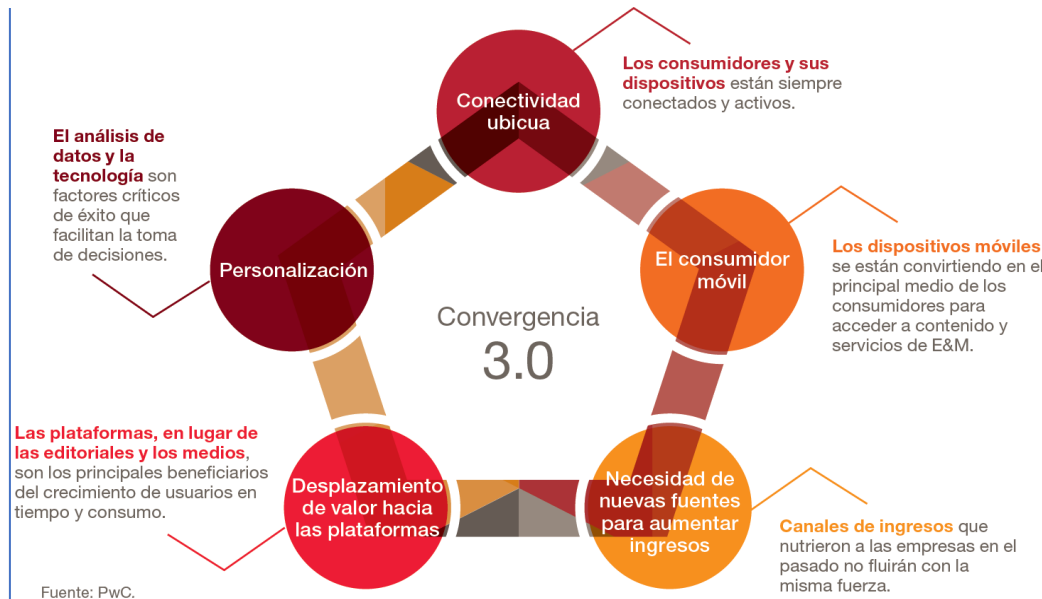 Conectividad
ubicua
Los consumidores y sus
dispositivos están siempre
conectados y activos.
El análisis de
datos y la
tecnología son
factores críticos
de éxito que
facilitan la toma
de decisiones.
Personalización
El consumidor
móvil
Los dispositivos móviles
se están convirtiendo en el
principal medio de los
consumidores para
acceder a contenido y
servicios de E&M.
Convergencia
3.0
Las plataformas, en lugar de
las editoriales y los medios,
son los principales beneficiarios
del crecimiento de usuarios en
tiempo y consumo.
Desplazamiento
de valor hacia
las plataformas
Necesidad de
nuevas fuentes
para aumentar
ingresos
Canales de ingresos que
nutrieron a las empresas en el
pasado no fluirán con la
misma fuerza.
Fuente: PwC.